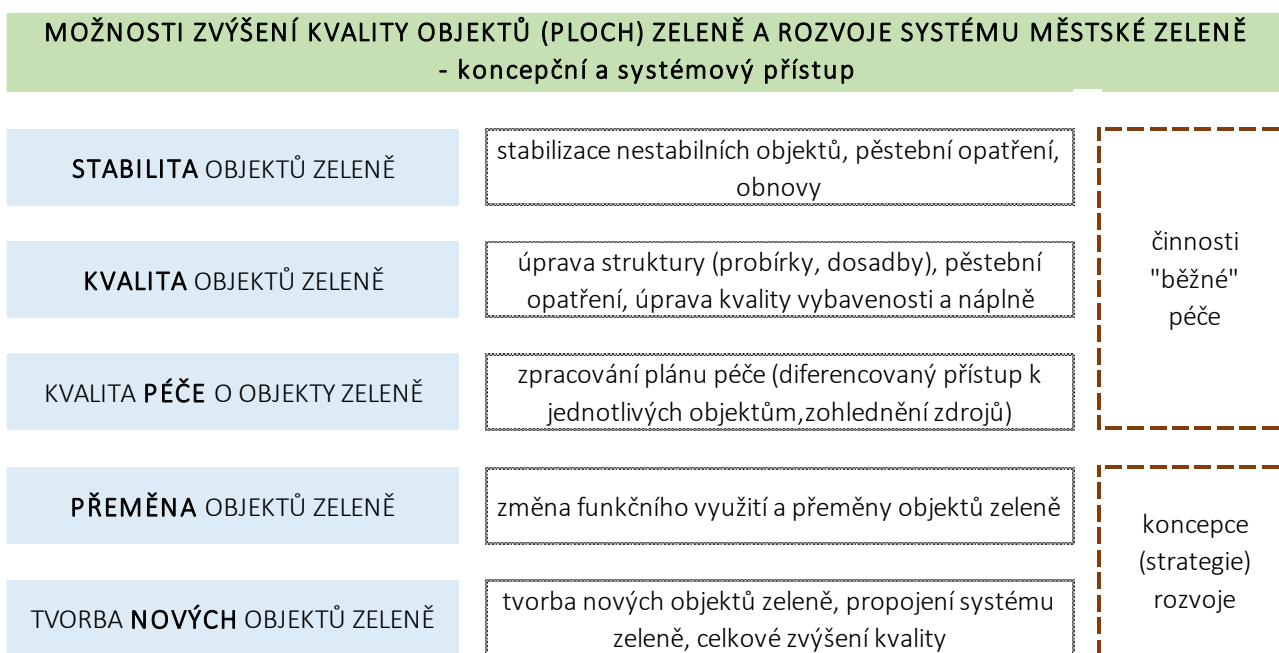 MOŽNOSTI ZVÝŠENÍ KVALITY OBJEKTŮ (PLOCH) ZELENĚ A ROZVOJE SYSTÉMU MĚSTSKÉ ZELENĚ
- koncepční a systémový přístup
STABILITA OBJEKTŮ ZELENĚ
stabilizace nestabilních objektů, pěstební opatření,
obnovy
KVALITA OBJEKTŮ ZELENĚ
úprava struktury (probírky, dosadby), pěstební
opatření, úprava kvality vybavenosti a náplně
KVALITA PÉČE O OBJEKTY ZELENĚ
zpracování plánu péče (diferencovaný přístup k
jednotlivých objektům,zohlednění zdrojů)
činnosti
"běžné"
péče
PŘEMĚNA OBJEKTŮ ZELENĚ
změna funkčního využití a přeměny objektů zeleně
TVORBA NOVÝCH OBJEKTŮ ZELENĚ
tvorba nových objektů zeleně, propojení systému
zeleně, celkové zvýšení kvality
koncepce
(strategie)
rozvoje